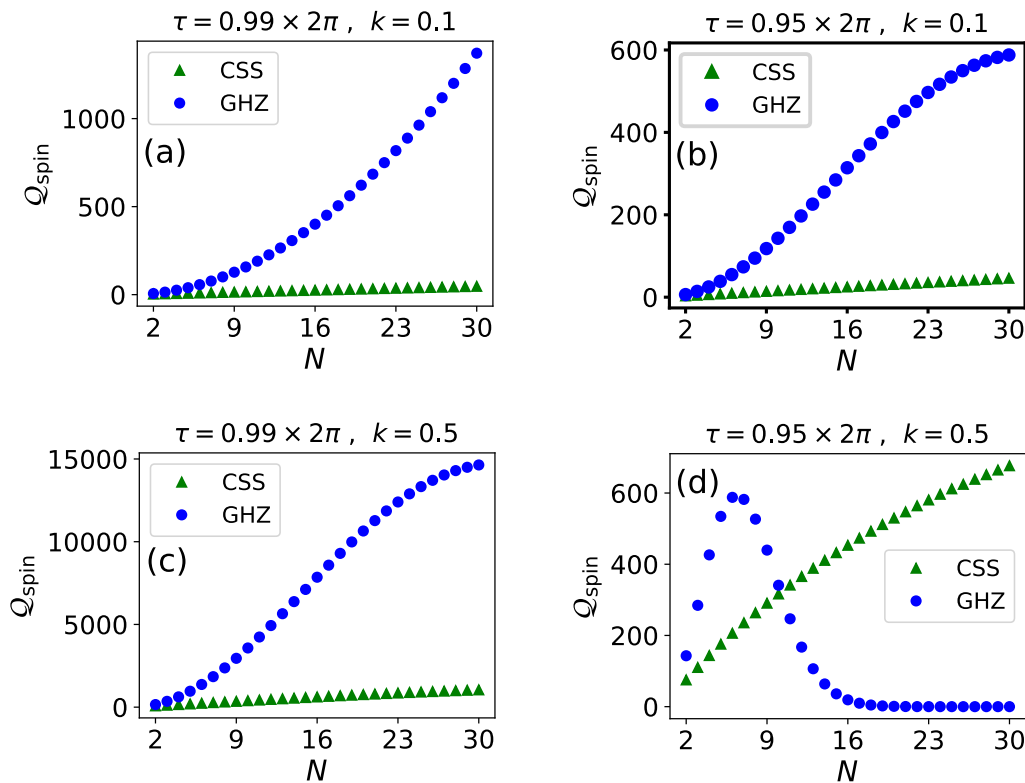 τ = 0.99 × 2π , k = 0.1
CSS
GHZ
(a)
1000
500
0
Q_spin
2 9 16 23 30
N
τ = 0.95 × 2π , k = 0.1
600
CSS
GHZ
(b)
400
200
0
Q_spin
2 9 16 23 30
N
τ = 0.99 × 2π , k = 0.5
15000
CSS
GHZ
(c)
10000
5000
0
Q_spin
2 9 16 23 30
N
τ = 0.95 × 2π , k = 0.5
(d)
600
CSS
GHZ
400
200
0
Q_spin
2 9 16 23 30
N